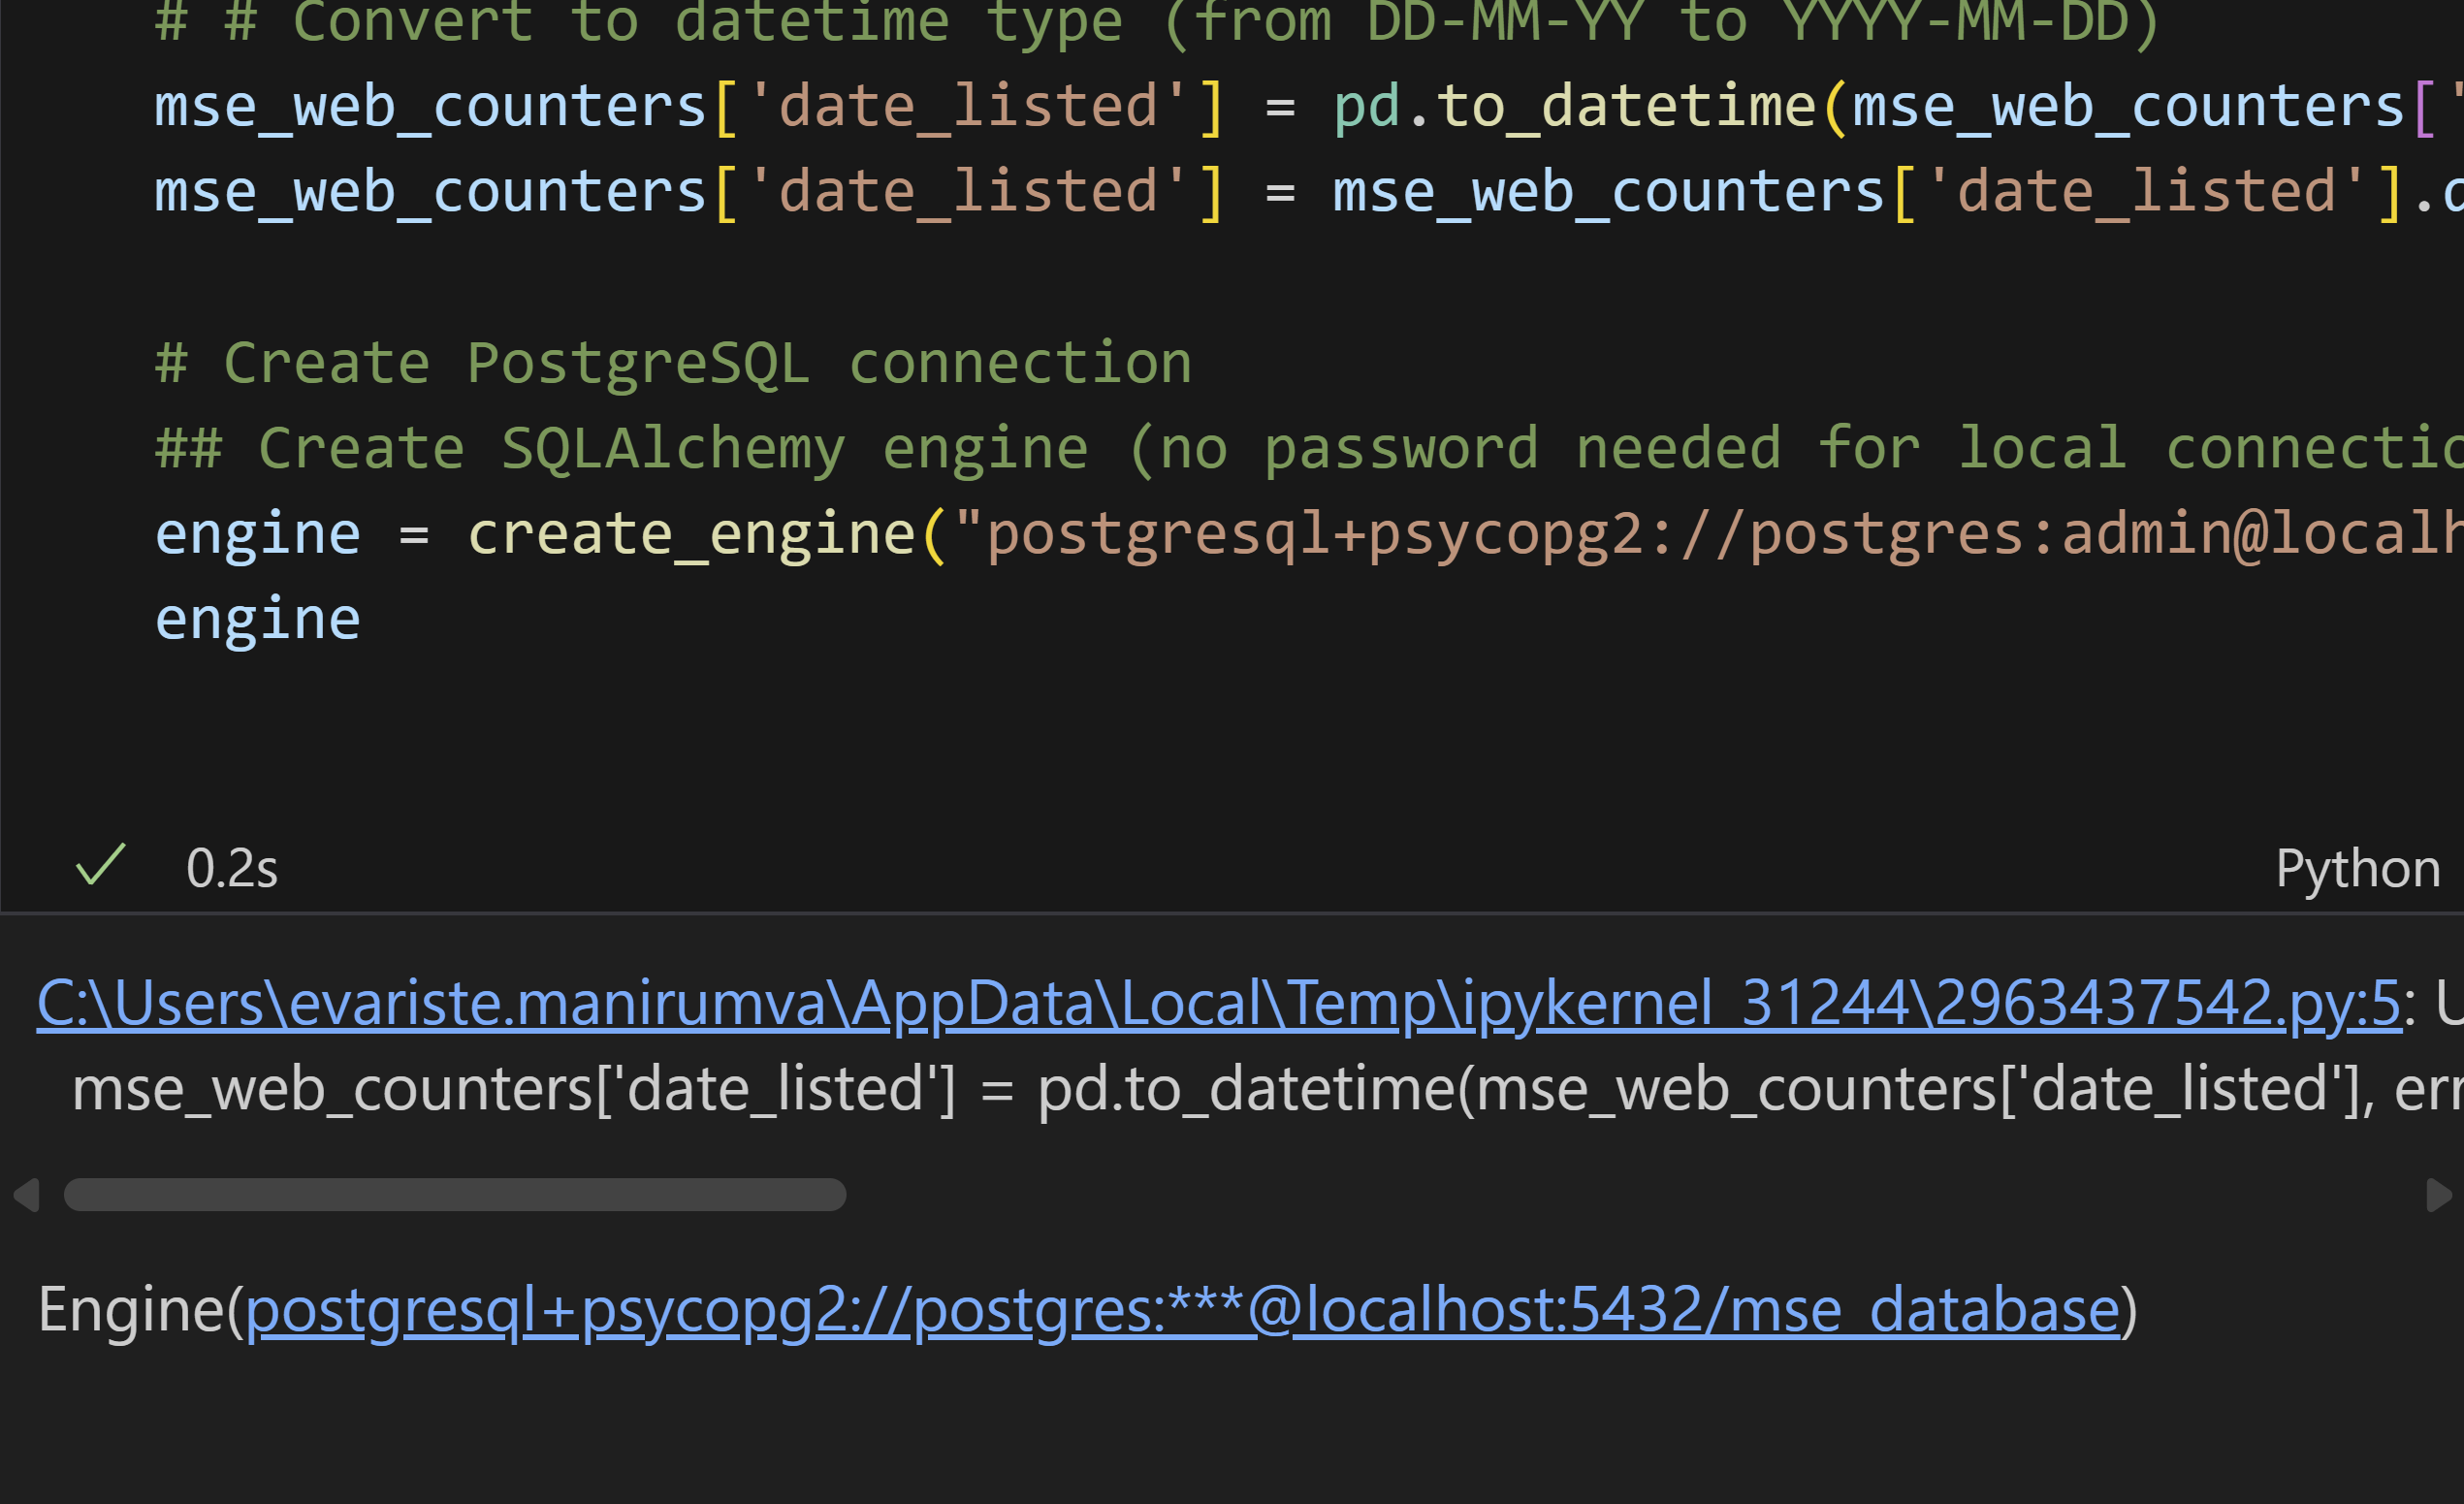 # # Convert to datetime type (from DD-MM-YY to YYYY-MM-DD)
mse_web_counters['date_listed'] = pd.to_datetime(mse_web_counters['
mse_web_counters['date_listed'] = mse_web_counters['date_listed'].d
# Create PostgreSQL connection
## Create SQLAlchemy engine (no password needed for local connectio
engine = create_engine("postgresql+psycopg2://postgres:admin@localh
engine
0.2s
Python
C:\Users\evariste.manirumva\AppData\Local\Temp\ipykernel_31244\2963437542.py:5: U
mse_web_counters['date_listed'] = pd.to_datetime(mse_web_counters['date_listed'], err
Engine(postgresql+psycopg2://postgres:***@localhost:5432/mse_database)